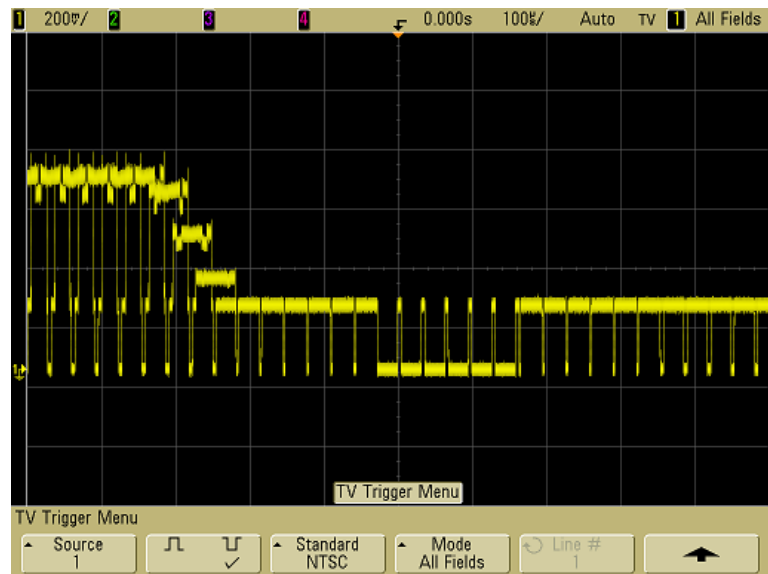 1 200mV/ 2 3 4 0.000s 100µs/ Auto TV 1 All Fields
1
TV Trigger Menu
TV Trigger Menu
Source Standard Mode Line #
1 NTSC All Fields 1